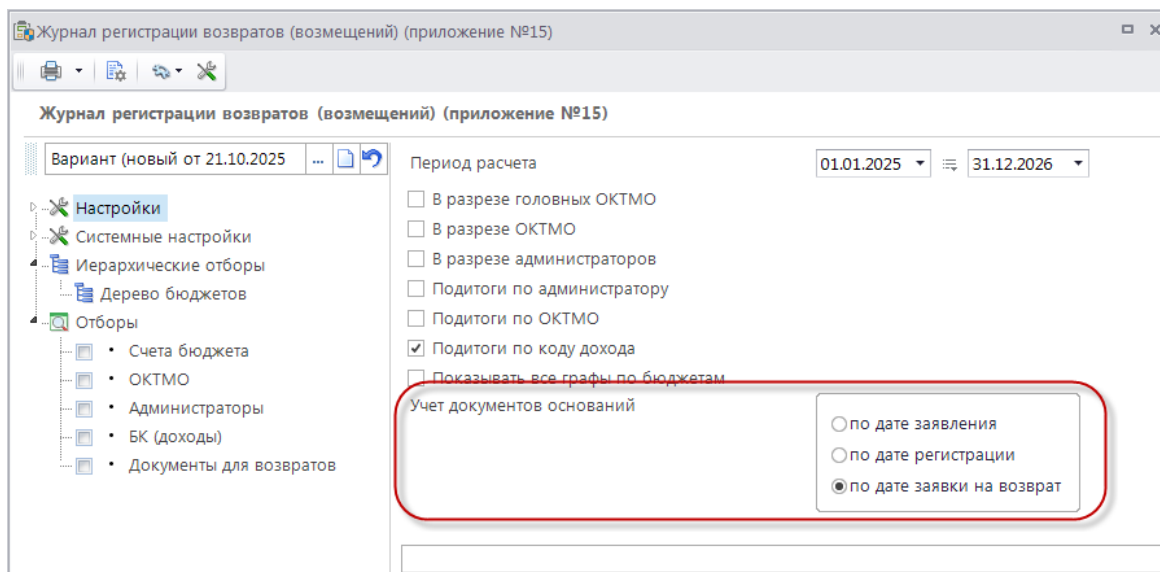 Журнал регистрации возвратов (возмещений) (приложение №15)
Журнал регистрации возвратов (возмещений) (приложение №15)
Вариант (новый от 21.10.2025 ...
Настройки
Системные настройки
Иерархические отборы
Дерево бюджетов
Отборы
• Счета бюджета
• ОКТМО
• Администраторы
• БК (доходы)
• Документы для возвратов
Период расчета 01.01.2025 31.12.2026
В разрезе головных ОКТМО
В разрезе ОКТМО
В разрезе администраторов
Подитоги по администратору
Подитоги по ОКТМО
Подитоги по коду дохода
Показывать все графы по бюджетам
Учет документов оснований
по дате заявления
по дате регистрации
по дате заявки на возврат